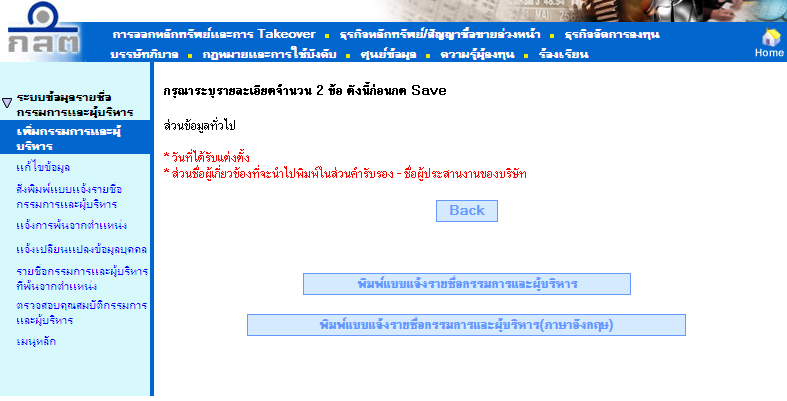 31 MAI 25
กลต
การออกหลักทรัพย์และการ Takeover
ธุรกิจหลักทรัพย์/สัญญาซื้อขายล่วงหน้า
ธุรกิจจัดการลงทุน
บรรษัทภิบาล
กฎหมายและการใช้บังคับ
ศูนย์ข้อมูล
ความรู้ผู้ลงทุน
ร้องเรียน
Home
ระบบข้อมูลรายชื่อ
กรรมการและผู้บริหาร
เพิ่มกรรมการและผู้
บริหาร
แก้ไขข้อมูล
สั่งพิมพ์แบบแจ้งรายชื่อ
กรรมการและผู้บริหาร
แจ้งการพ้นจากตำแหน่ง
แจ้งเปลี่ยนแปลงข้อมูลบุคคล
รายชื่อกรรมการและผู้บริหาร
ที่พ้นจากตำแหน่ง
ตรวจสอบคุณสมบัติกรรมการ
และผู้บริหาร
เมนูหลัก
กรุณาระบุรายละเอียดจำนวน 2 ข้อ ดังนี้ก่อนกด Save
ส่วนข้อมูลทั่วไป
* วันที่ได้รับแต่งตั้ง
* ส่วนชื่อผู้เกี่ยวข้องที่จะนำไปพิมพ์ในส่วนคำรับรอง - ชื่อผู้ประสานงานของบริษัท
Back
พิมพ์แบบแจ้งรายชื่อกรรมการและผู้บริหาร
พิมพ์แบบแจ้งรายชื่อกรรมการและผู้บริหาร(ภาษาอังกฤษ)